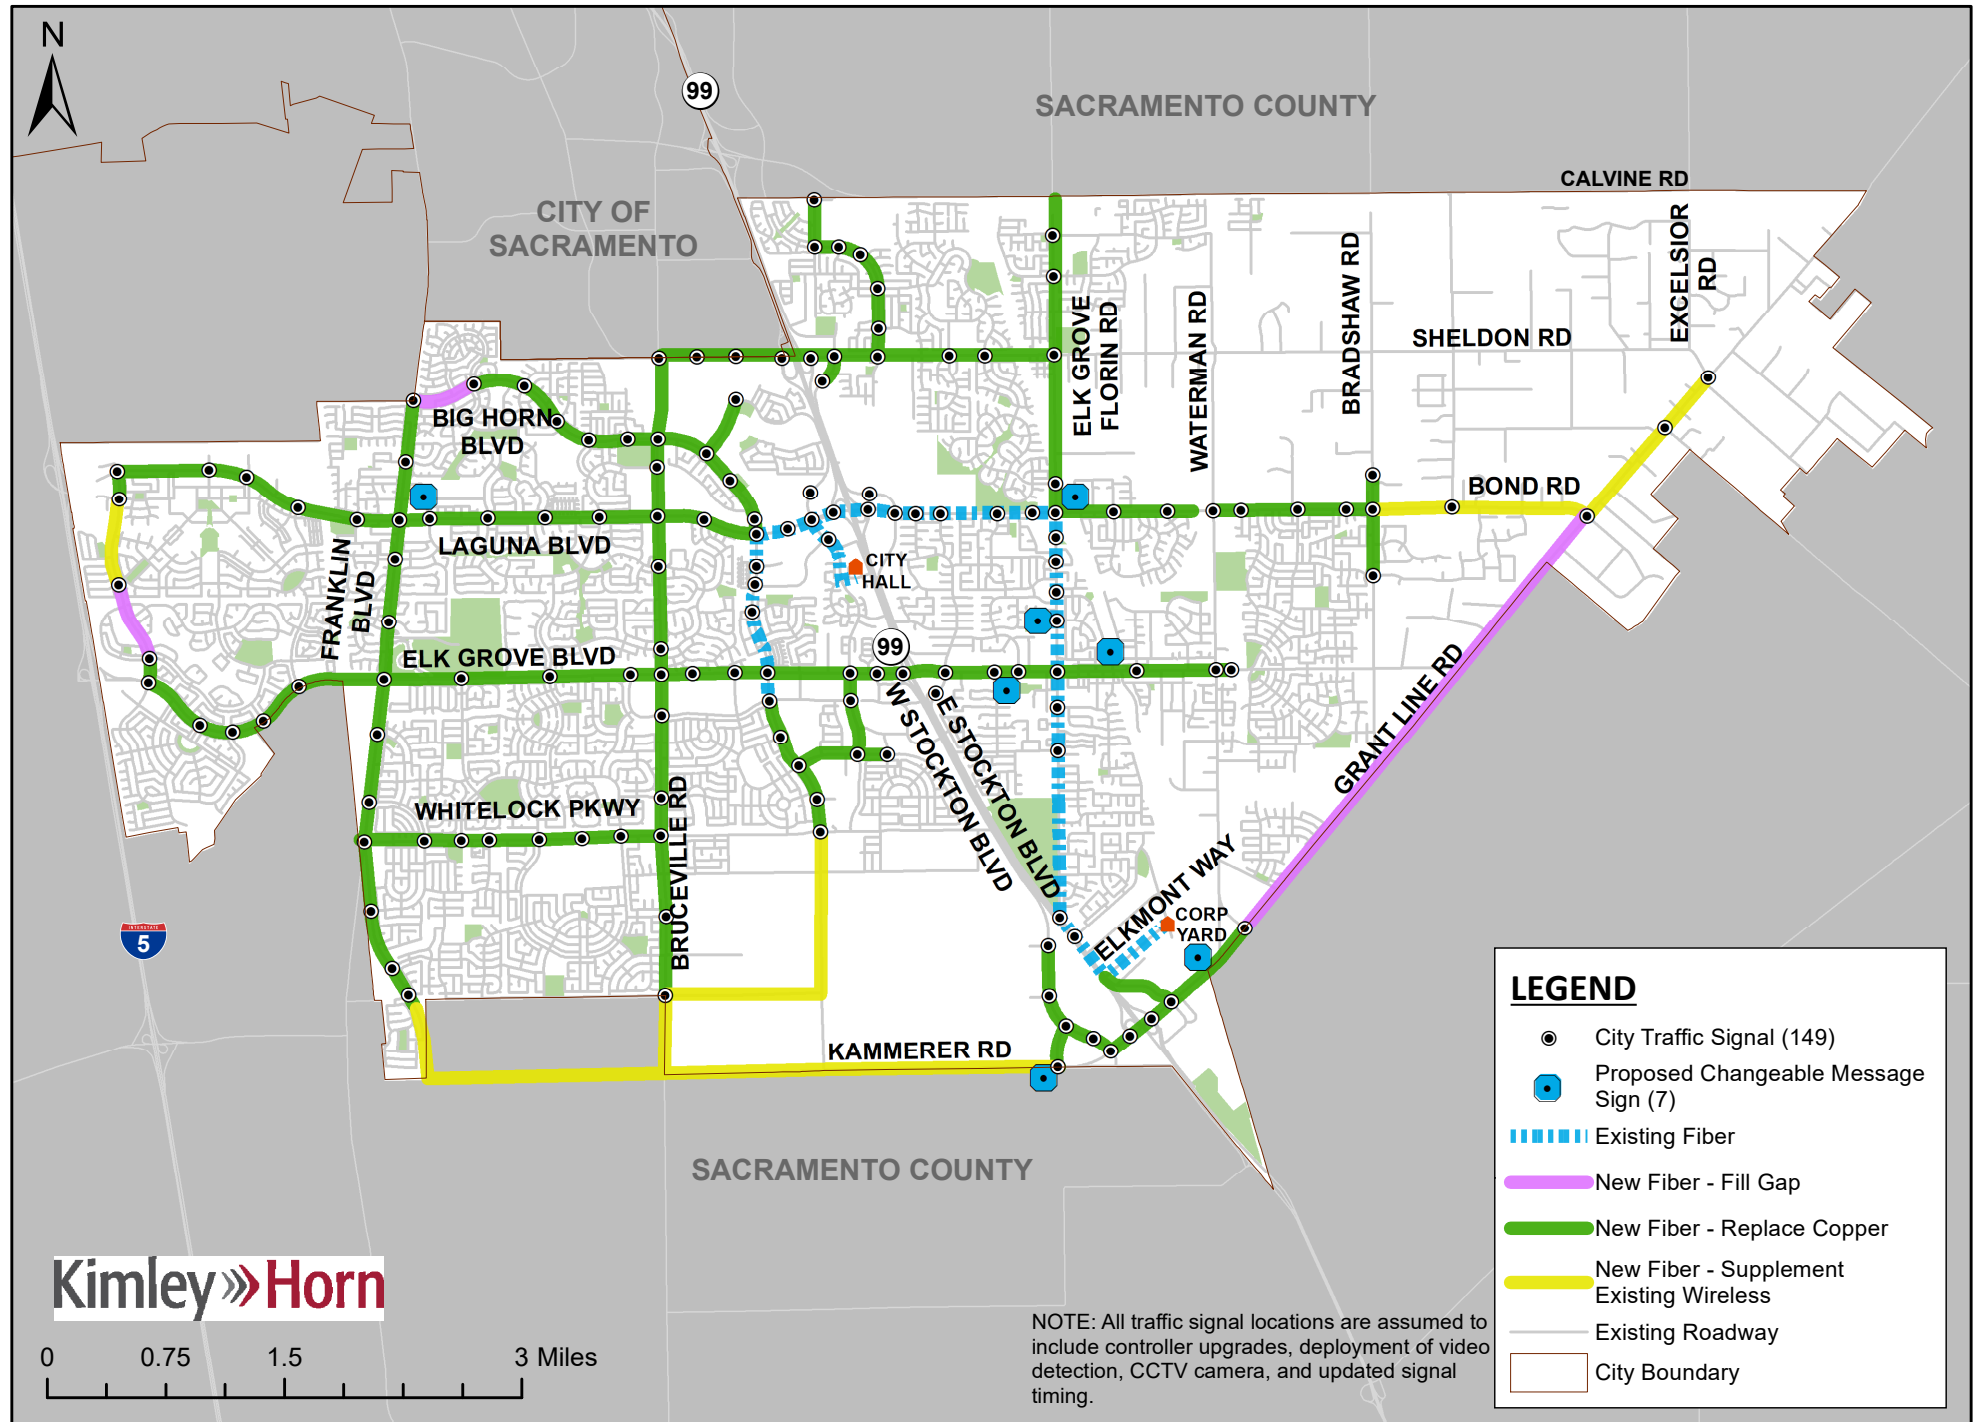 N
99
SACRAMENTO COUNTY
CALVINE RD
CITY OF
SACRAMENTO
EXCELSIOR
RD
BRADSHAW RD
WATERMAN RD
ELK GROVE
FLORIN RD
SHELDON RD
BIG HORN
BLVD
BOND RD
LAGUNA BLVD
FRANKLIN
BLVD
CITY
HALL
99
ELK GROVE BLVD
GRANT LINE RD
W STOCKTON BLVD
E STOCKTON BLVD
WHITELOCK PKWY
BRUCEVILLE RD
ELKMONT WAY
CORP
YARD
INTERSTATE
5
KAMMERER RD
SACRAMENTO COUNTY
LEGEND
City Traffic Signal (149)
Proposed Changeable Message
Sign (7)
Existing Fiber
New Fiber - Fill Gap
New Fiber - Replace Copper
New Fiber - Supplement
Existing Wireless
Existing Roadway
City Boundary
Kimley Horn
0 0.75 1.5 3 Miles
NOTE: All traffic signal locations are assumed to
include controller upgrades, deployment of video
detection, CCTV camera, and updated signal
timing.